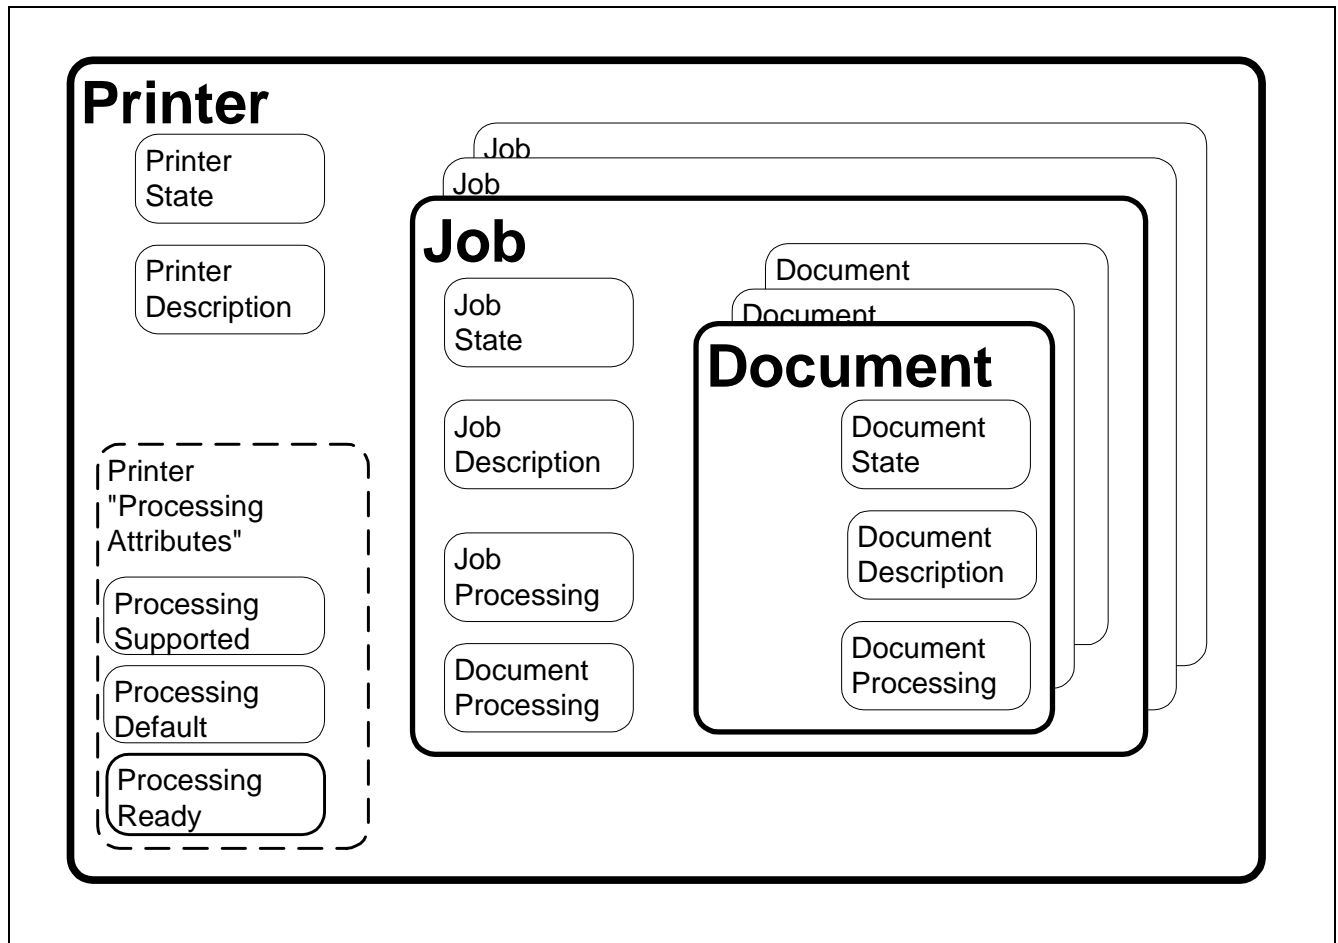 Printer
Printer
State
Printer
Description
Printer
"Processing
Attributes"
Processing
Supported
Processing
Default
Processing
Ready
Job
Job
Job
Job
State
Job
Description
Job
Processing
Document
Processing
Document
Document
Document
Document
State
Document
Description
Document
Processing